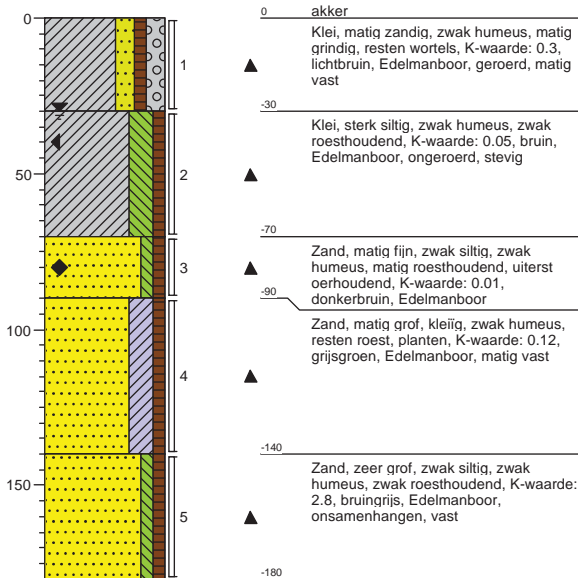 0
50
100
150
1
2
3
4
5
0
akker
Klei, matig zandig, zwak humeus, matig
grindig, resten wortels, K-waarde: 0.3,
lichtbruin, Edelmanboor, geroerd, matig
vast
-30
Klei, sterk siltig, zwak humeus, zwak
roesthoudend, K-waarde: 0.05, bruin,
Edelmanboor, ongeroerd, stevig
-70
Zand, matig fijn, zwak siltig, zwak
humeus, matig roesthoudend, uiterst
oerhoudend, K-waarde: 0.01,
donkerbruin, Edelmanboor
-90
Zand, matig grof, kleiïg, zwak humeus,
resten roest, planten, K-waarde: 0.12,
grijsgroen, Edelmanboor, matig vast
-140
Zand, zeer grof, zwak siltig, zwak
humeus, zwak roesthoudend, K-waarde:
2.8, bruingrijs, Edelmanboor,
onsamenhangen, vast
-180